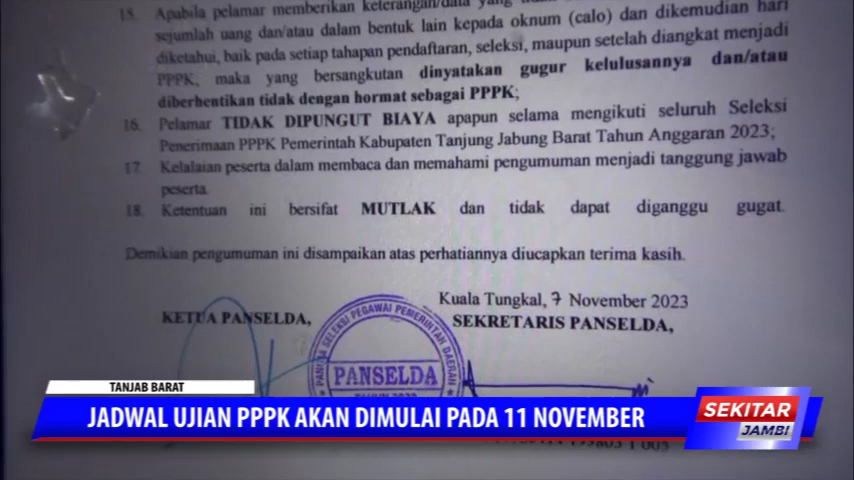 15. Apabila pelamar memberikan keterangan/data yang
sejumlah uang dan/atau dalam bentuk lain kepada oknum (calo) dan dikemudian hari
diketahui, baik pada setiap tahapan pendaftaran, seleksi, maupun setelah diangkat menjadi
PPPK, maka yang bersangkutan dinyatakan gugur kelulusannya dan/atau
diberhentikan tidak dengan hormat sebagai PPPK;
16. Pelamar TIDAK DIPUNGUT BIAYA apapun selama mengikuti seluruh Seleksi
Penerimaan PPPK Pemerintah Kabupaten Tanjung Jabung Barat Tahun Anggaran 2023;
17. Kelalaian peserta dalam membaca dan memahami pengumuman menjadi tanggung jawab
peserta.
18. Ketentuan ini bersifat MUTLAK dan tidak dapat diganggu gugat.
Demikian pengumuman ini disampaikan atas perhatiannya diucapkan terima kasih.
Kuala Tungkal, 7 November 2023
KETUA PANSELDA,
SEKRETARIS PANSELDA,
PANITIA SELEKSI PEGAWAI PEMERINTAH DAERAH
PANSELDA
TANJAB BARAT
JADWAL UJIAN PPPK AKAN DIMULAI PADA 11 NOVEMBER
SEKITAR
JAMBI